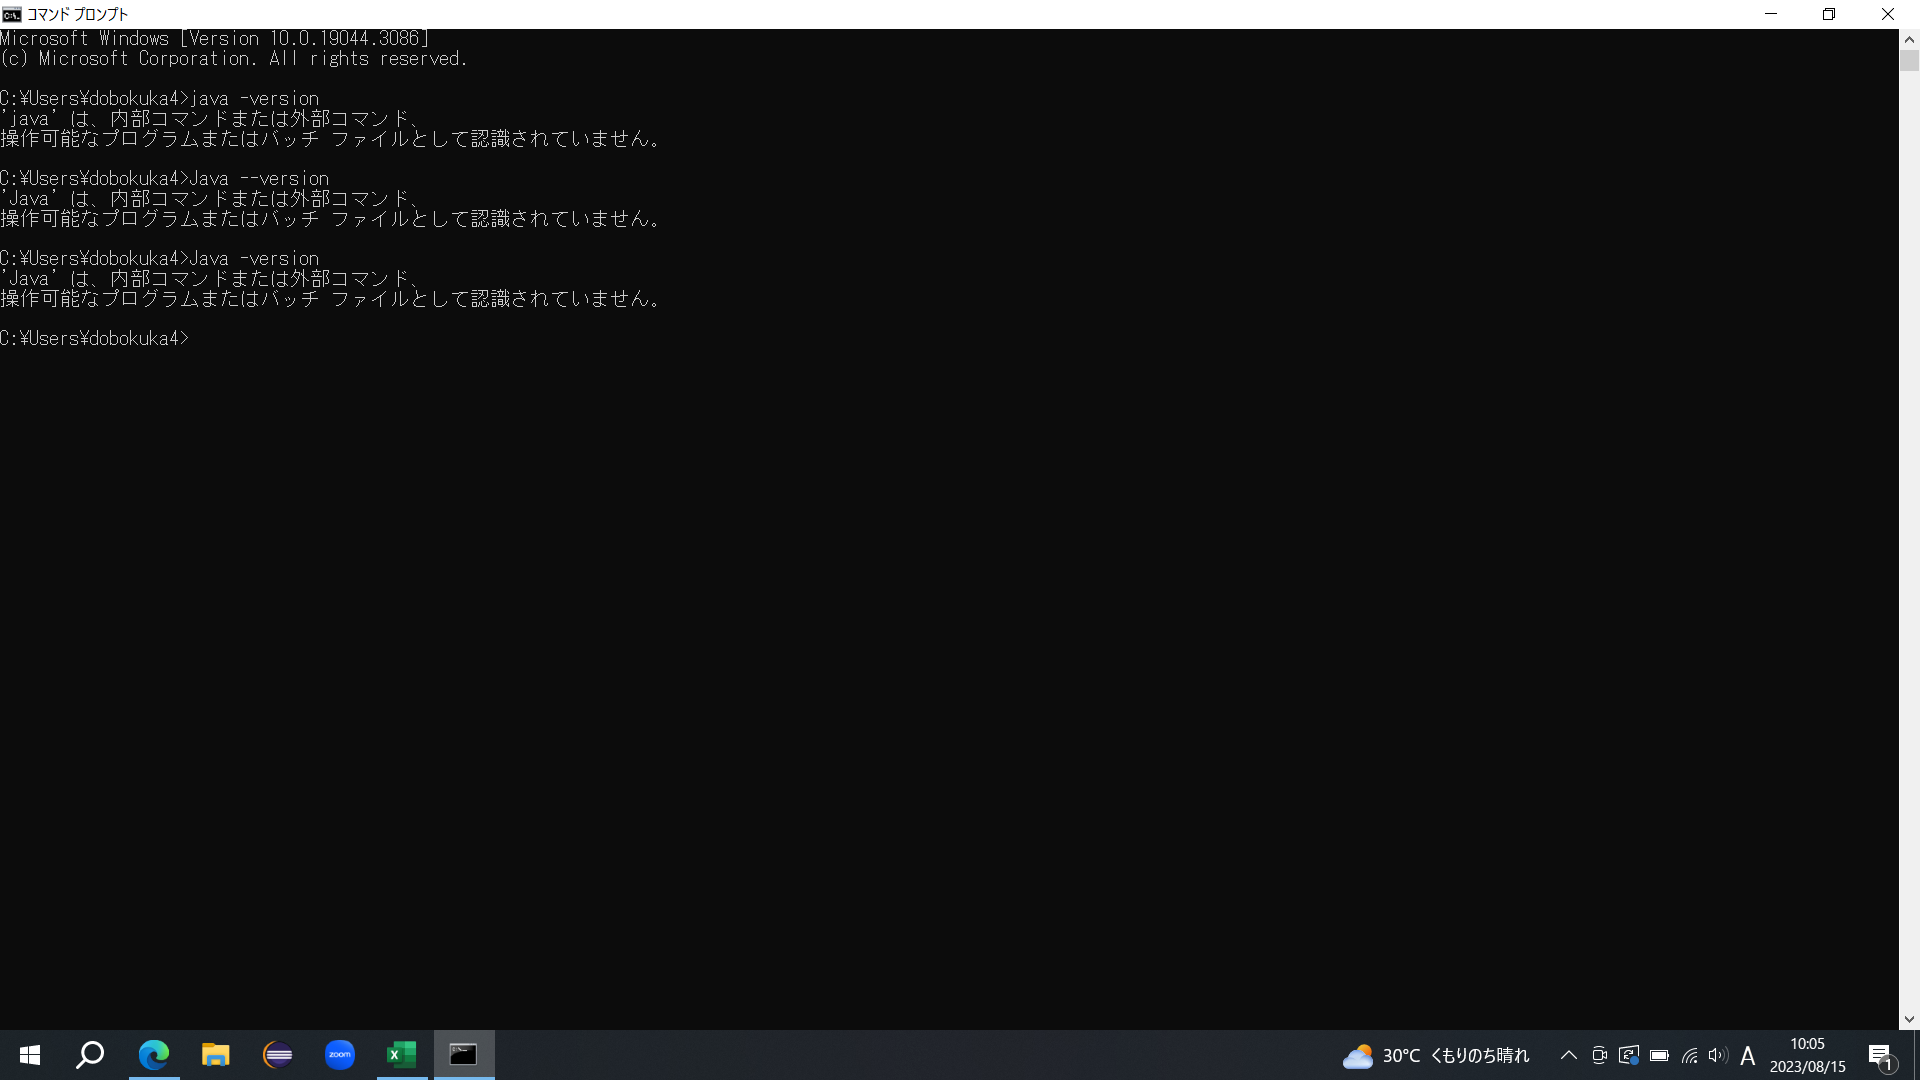 コマンド プロンプト
Microsoft Windows [Version 10.0.19044.3086]
(c) Microsoft Corporation. All rights reserved.
C:¥Users¥dobokuka4>java -version
'java' は、内部コマンドまたは外部コマンド、
操作可能なプログラムまたはバッチ ファイルとして認識されていません。
C:¥Users¥dobokuka4>Java --version
'Java' は、内部コマンドまたは外部コマンド、
操作可能なプログラムまたはバッチ ファイルとして認識されていません。
C:¥Users¥dobokuka4>Java -version
'Java' は、内部コマンドまたは外部コマンド、
操作可能なプログラムまたはバッチ ファイルとして認識されていません。
C:¥Users¥dobokuka4>
zoom
30°C くもりのち晴れ
A
10:05
2023/08/15
1